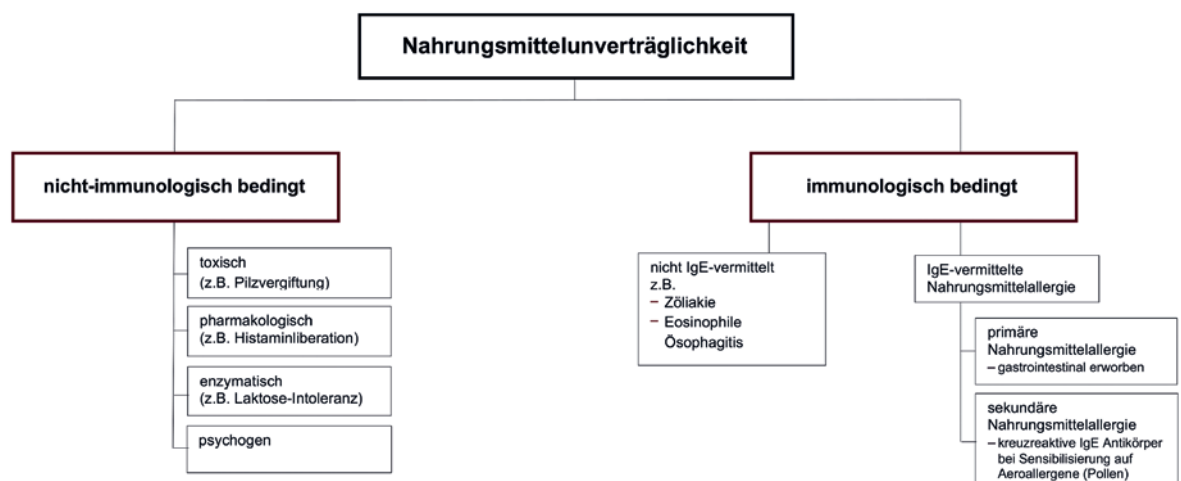 Nahrungsmittelunverträglichkeit
nicht-immunologisch bedingt
toxisch
(z.B. Pilzvergiftung)
pharmakologisch
(z.B. Histaminliberation)
enzymatisch
(z.B. Laktose-Intoleranz)
psychogen
immunologisch bedingt
nicht IgE-vermittelt
z.B.
– Zöliakie
– Eosinophile
Ösophagitis
IgE-vermittelte
Nahrungsmittelallergie
primäre
Nahrungsmittelallergie
– gastrointestinal erworben
sekundäre
Nahrungsmittelallergie
– kreuzreaktive IgE Antikörper
bei Sensibilisierung auf
Aeroallergene (Pollen)